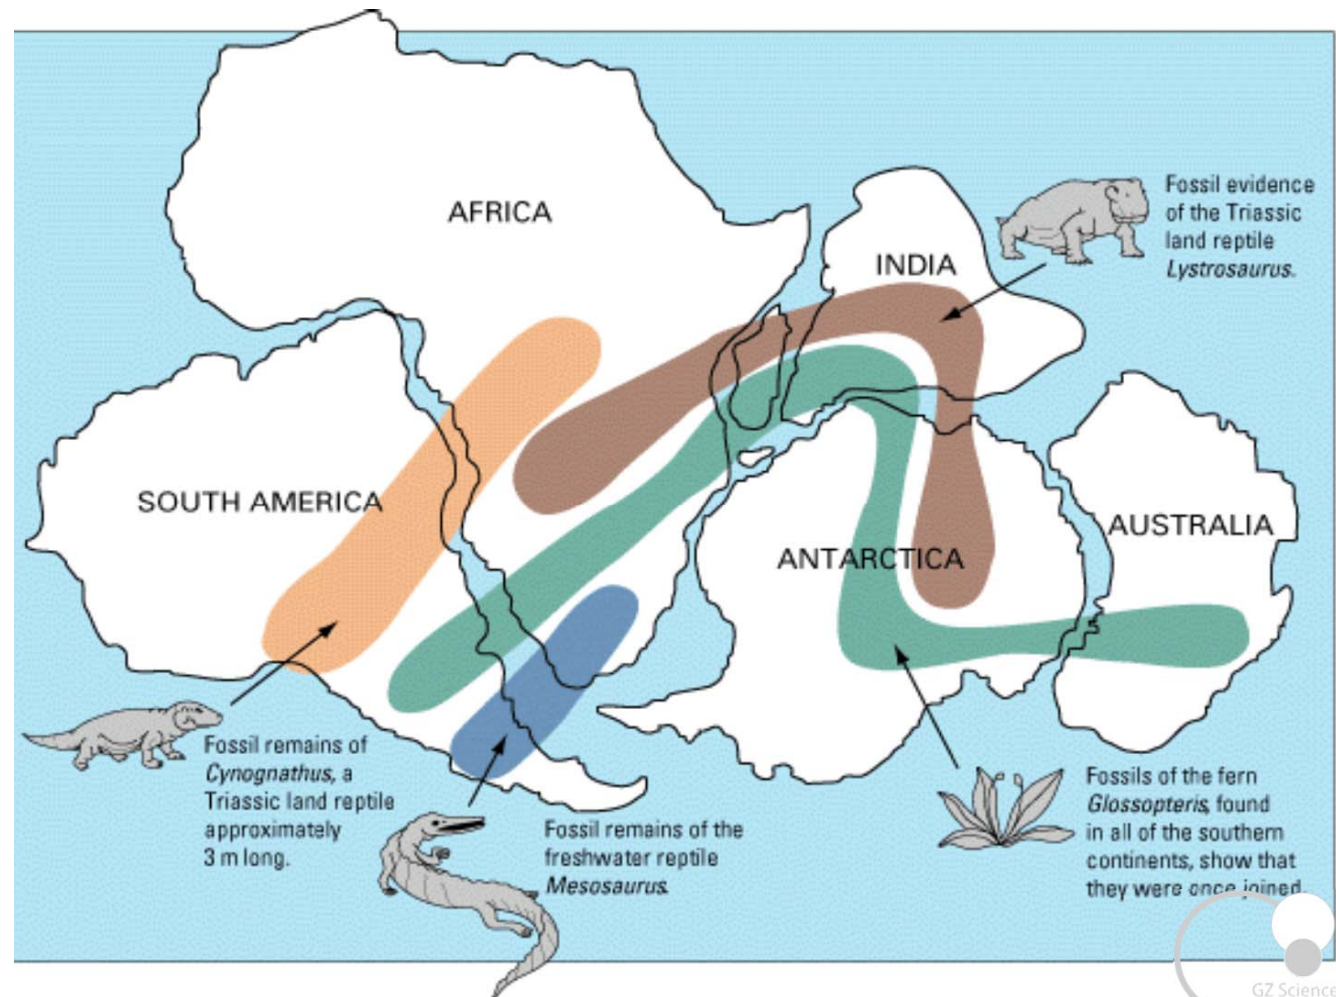 AFRICA
INDIA
Fossil evidence
of the Triassic
land reptile
Lystrosaurus.
SOUTH AMERICA
ANTARCTICA
AUSTRALIA
Fossil remains of
Cynognathus, a
Triassic land reptile
approximately
3 m long.
Fossil remains of the
freshwater reptile
Mesosaurus.
Fossils of the fern
Glossopteris, found
in all of the southern
continents, show that
they were once joined
GZ Science